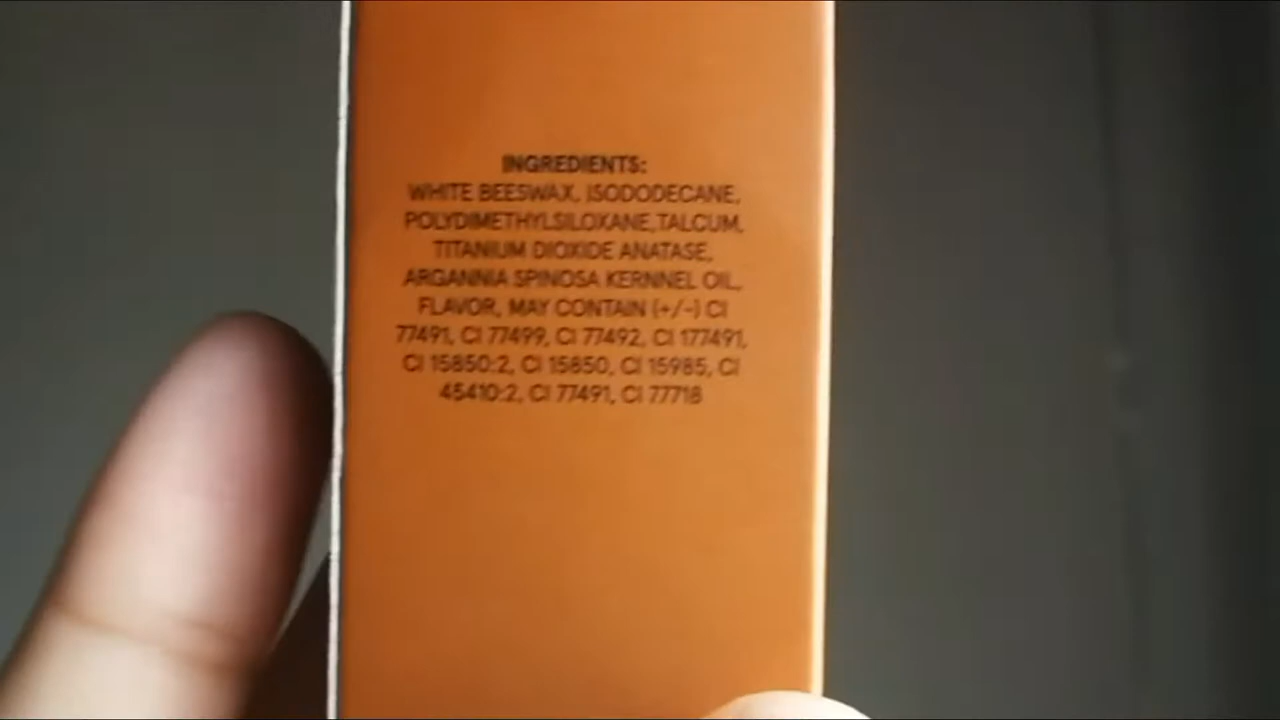 INGREDIENTS:
WHITE BEESWAX, ISODODECANE,
POLYDIMETHYLSILOXANE,TALCUM,
TITANIUM DIOXIDE ANATASE,
ARGANNIA SPINOSA KERNNEL OIL,
FLAVOR, MAY CONTAIN (+/-) CI
77491, CI 77499, CI 77492, CI 177491,
CI 15850:2, CI 15850, CI 15985, CI
45410:2, CI 77491, CI 77718